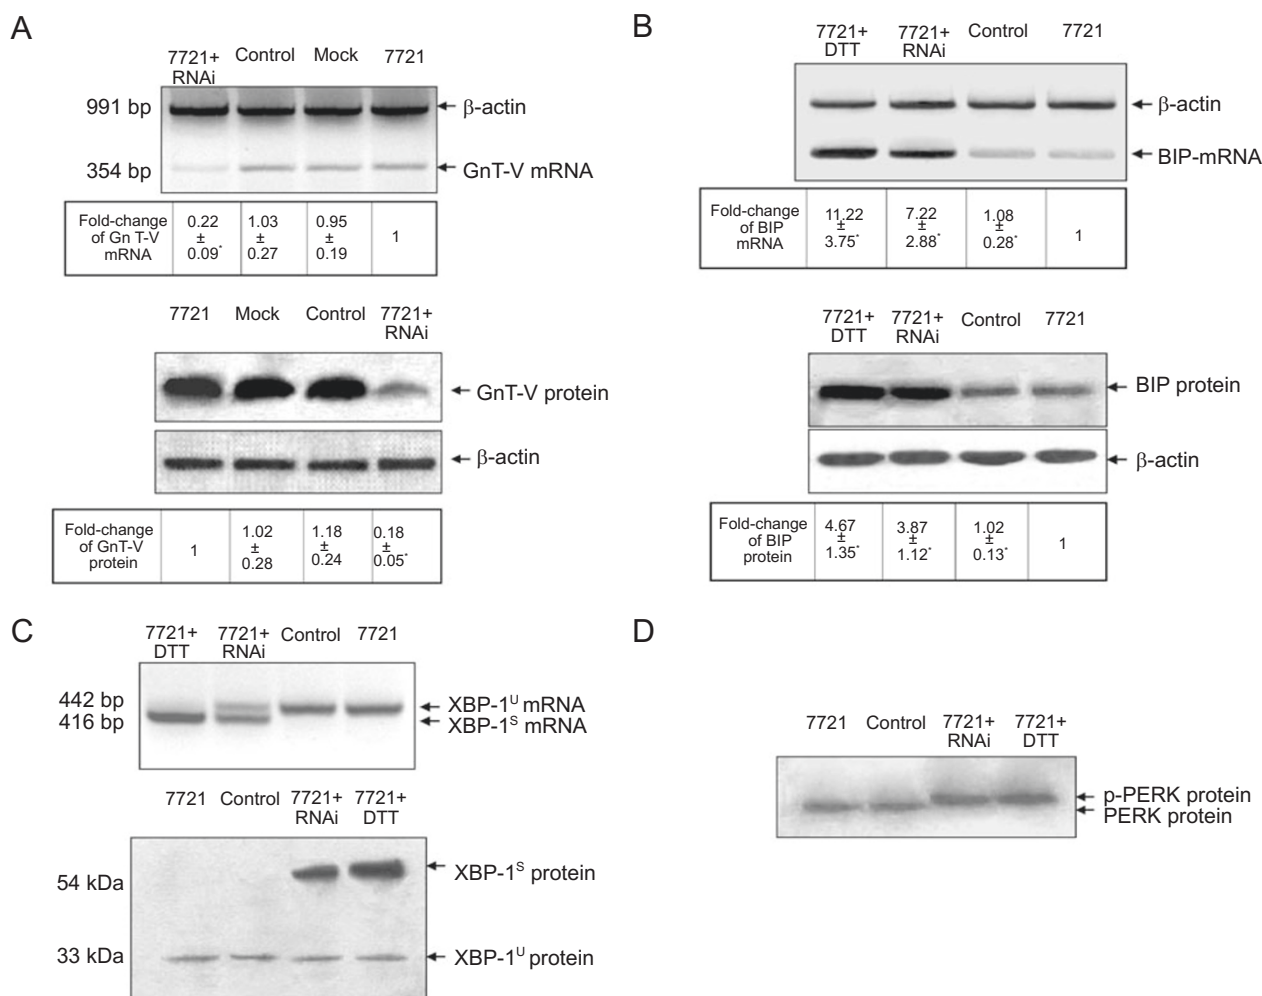 A
7721+
RNAi
Control
Mock
7721
991 bp
β-actin
354 bp
GnT-V mRNA
Fold-change
of Gn T-V
mRNA
0.22
±
0.09*
1.03
±
0.27
0.95
±
0.19
1
7721
Mock
Control
7721+
RNAi
GnT-V protein
β-actin
Fold-change
of GnT-V
protein
1
1.02
±
0.28
1.18
±
0.24
0.18
±
0.05*
B
7721+
DTT
7721+
RNAi
Control
7721
β-actin
BIP-mRNA
Fold-change
of BIP
mRNA
11.22
±
3.75*
7.22
±
2.88*
1.08
±
0.28*
1
7721+
DTT
7721+
RNAi
Control
7721
BIP protein
β-actin
Fold-change
of BIP
protein
4.67
±
1.35*
3.87
±
1.12*
1.02
±
0.13*
1
C
7721+
DTT
7721+
RNAi
Control
7721
442 bp
416 bp
XBP-1ᵁ mRNA
XBP-1ˢ mRNA
7721
Control
7721+
RNAi
7721+
DTT
54 kDa
XBP-1ˢ protein
33 kDa
XBP-1ᵁ protein
D
7721
Control
7721+
RNAi
7721+
DTT
p-PERK protein
PERK protein